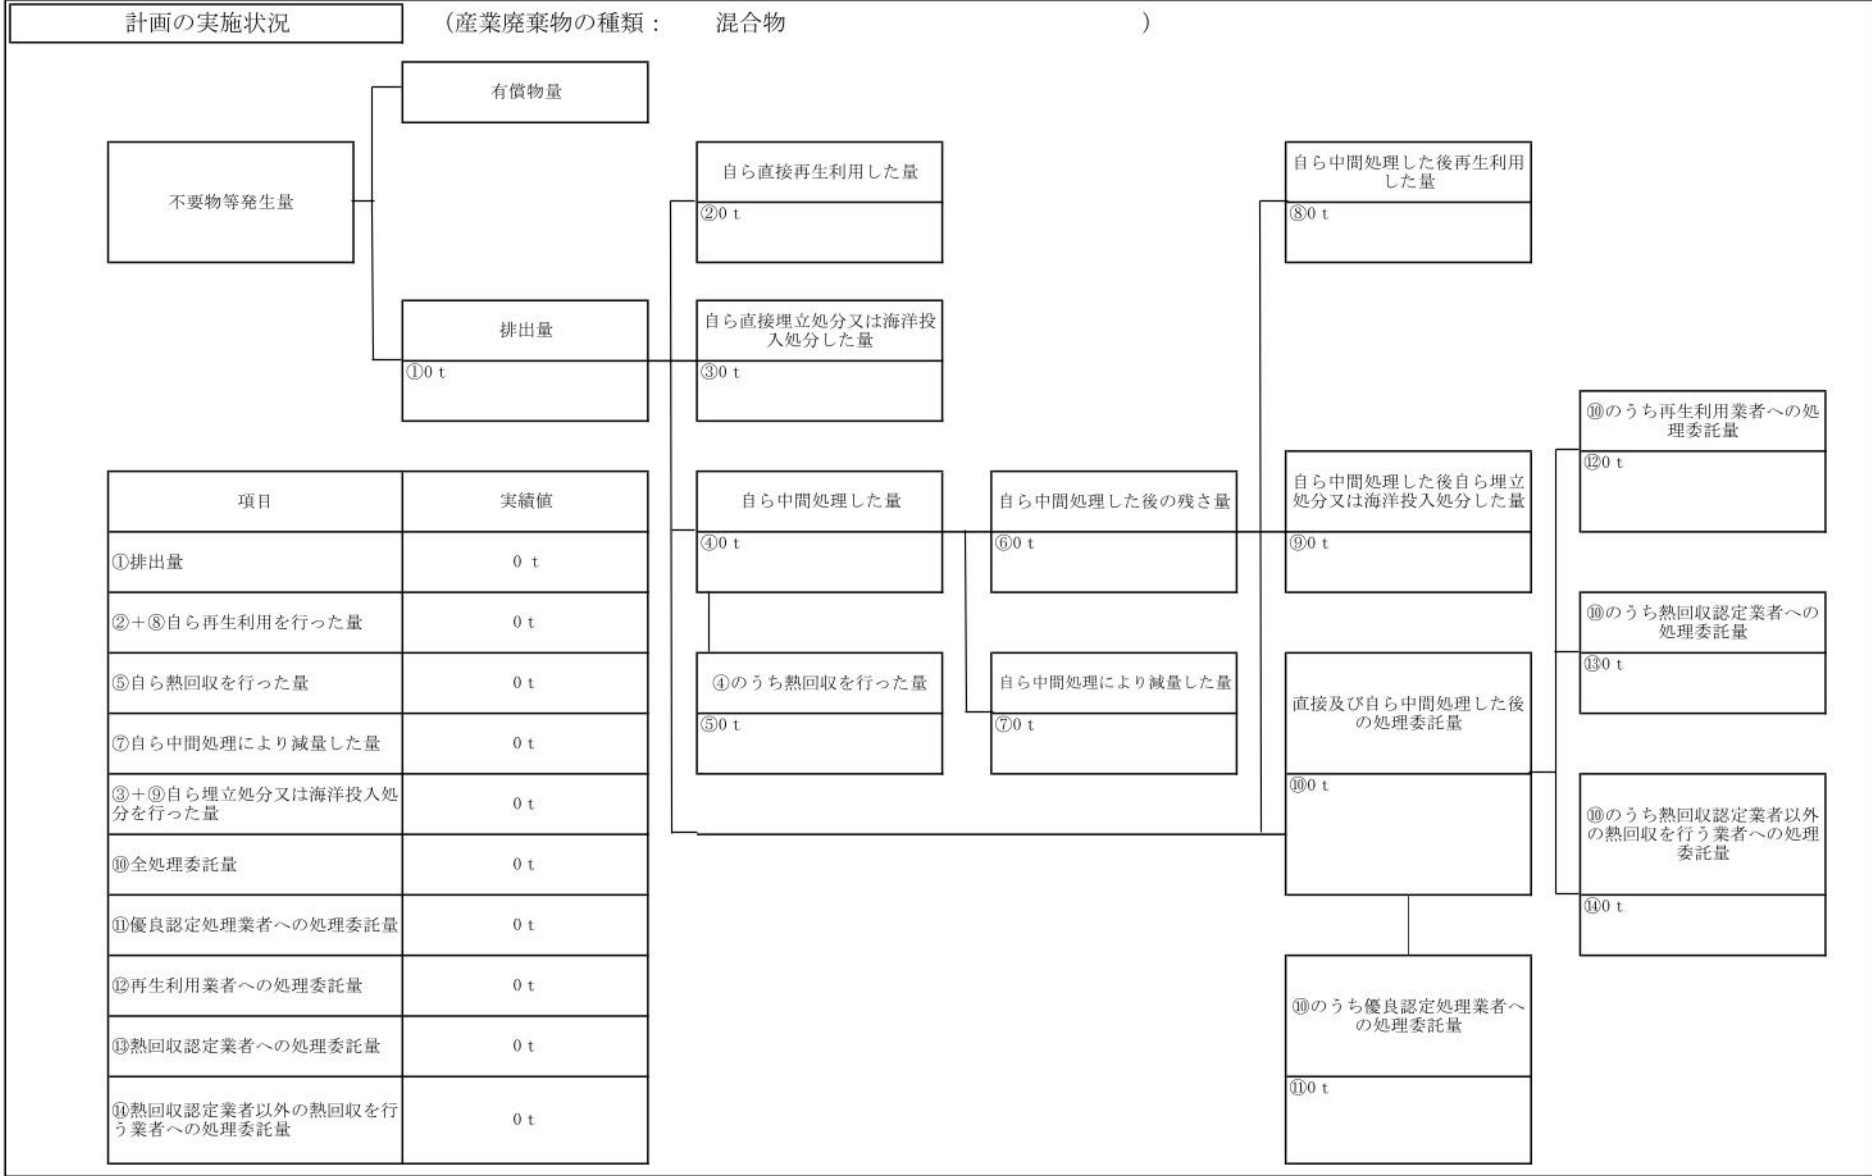 計画の実施状況
（産業廃棄物の種類： 混合物 ）
有償物量
不要物等発生量
自ら直接再生利用した量
②0 t
自ら中間処理した後再生利用
した量
⑧0 t
排出量
①0 t
自ら直接埋立処分又は海洋投
入処分した量
③0 t
⑩のうち再生利用業者への処
理委託量
⑫0 t
自ら中間処理した量
④0 t
自ら中間処理した後の残さ量
⑥0 t
自ら中間処理した後自ら埋立
処分又は海洋投入処分した量
⑨0 t
⑩のうち熱回収認定業者への
処理委託量
⑬0 t
④のうち熱回収を行った量
⑤0 t
自ら中間処理により減量した量
⑦0 t
直接及び自ら中間処理した後
の処理委託量
⑩0 t
⑩のうち熱回収認定業者以外
の熱回収を行う業者への処理
委託量
⑭0 t
⑩のうち優良認定処理業者へ
の処理委託量
⑪0 t
項目 実績値
①排出量 0 t
②＋⑧自ら再生利用を行った量 0 t
⑤自ら熱回収を行った量 0 t
⑦自ら中間処理により減量した量 0 t
③＋⑨自ら埋立処分又は海洋投入処
分を行った量 0 t
⑩全処理委託量 0 t
⑪優良認定処理業者への処理委託量 0 t
⑫再生利用業者への処理委託量 0 t
⑬熱回収認定業者への処理委託量 0 t
⑭熱回収認定業者以外の熱回収を行
う業者への処理委託量 0 t